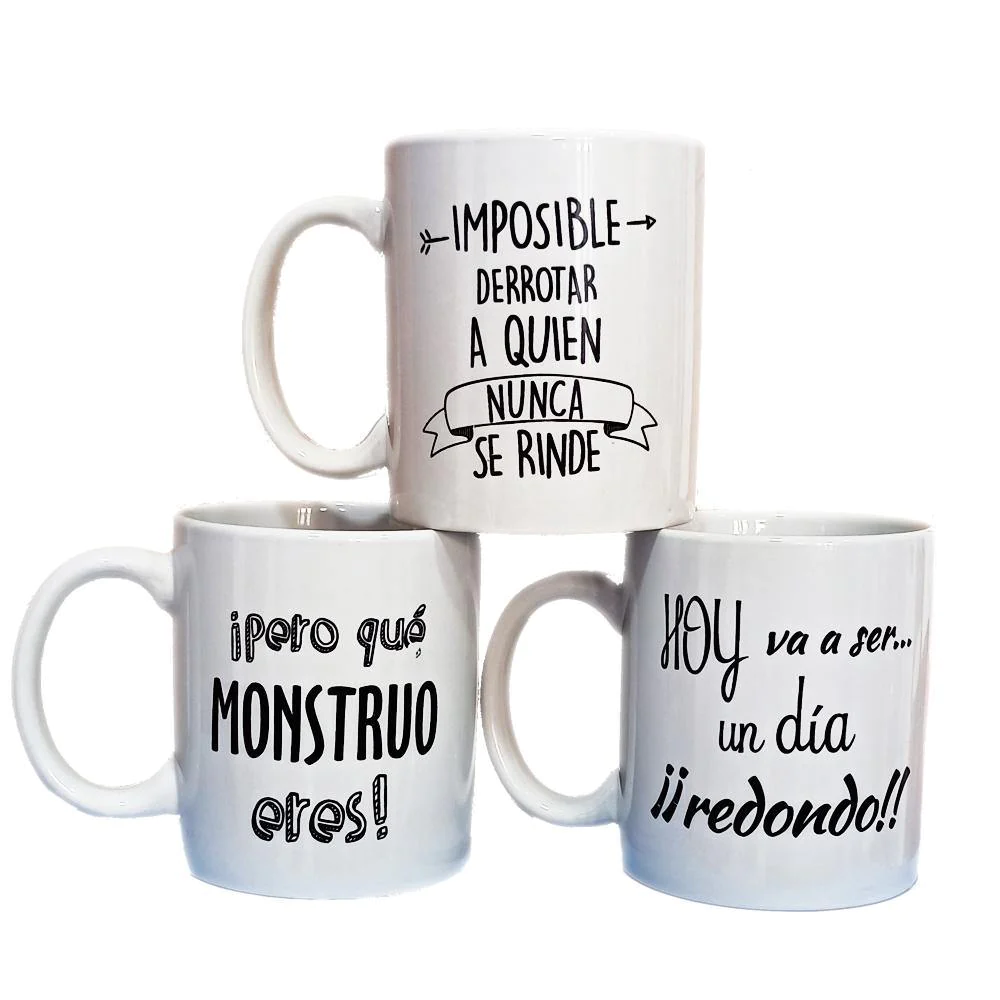 IMPOSIBLE
DERROTAR
A QUIEN
NUNCA
SE RINDE
¡pero qué
MONSTRUO
eres!
HOY va a ser...
un día
¡¡redondo!!